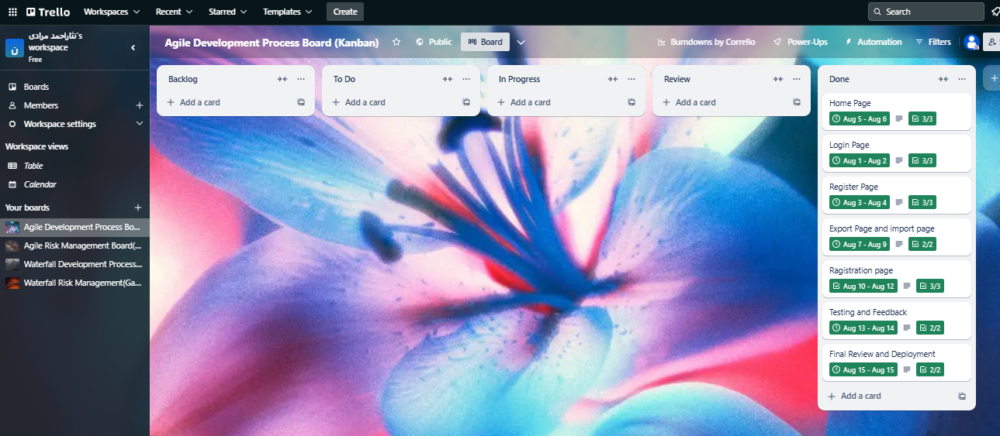 Trello
Workspaces
Recent
Starred
Templates
Create
Search
نثاراحمد مرادی's
workspace
Free
ن
Boards
Members
Workspace settings
Workspace views
Table
Calendar
Your boards
Agile Development Process Bo...
Agile Risk Management Board(...
Waterfall Development Process...
Waterfall Risk Management(Ga...
Agile Development Process Board (Kanban)
Public
Board
Burndowns by Corrello
Power-Ups
Automation
Filters
Backlog
Add a card
To Do
Add a card
In Progress
Add a card
Review
Add a card
Done
Home Page
Aug 5 - Aug 6
3/3
Login Page
Aug 1 - Aug 2
3/3
Register Page
Aug 3 - Aug 4
3/3
Export Page and import page
Aug 7 - Aug 9
2/2
Ragistration page
Aug 10 - Aug 12
3/3
Testing and Feedback
Aug 13 - Aug 14
2/2
Final Review and Deployment
Aug 15 - Aug 15
2/2
Add a card